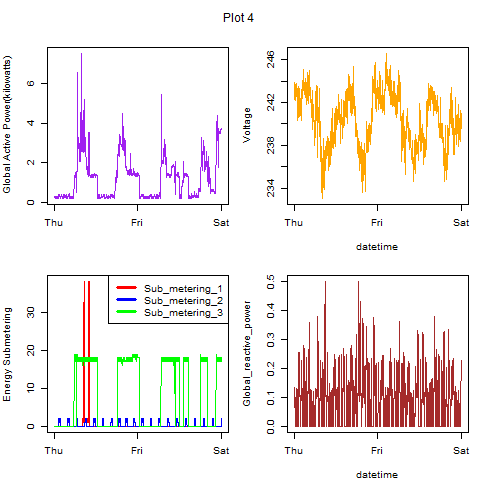 Plot 4
Global Active Power(kilowatts)
0 2 4 6
Thu Fri Sat
Voltage
234 238 242 246
Thu Fri Sat
datetime
Energy Submetering
0 10 20 30
Sub_metering_1
Sub_metering_2
Sub_metering_3
Thu Fri Sat
Global_reactive_power
0.0 0.1 0.2 0.3 0.4 0.5
Thu Fri Sat
datetime